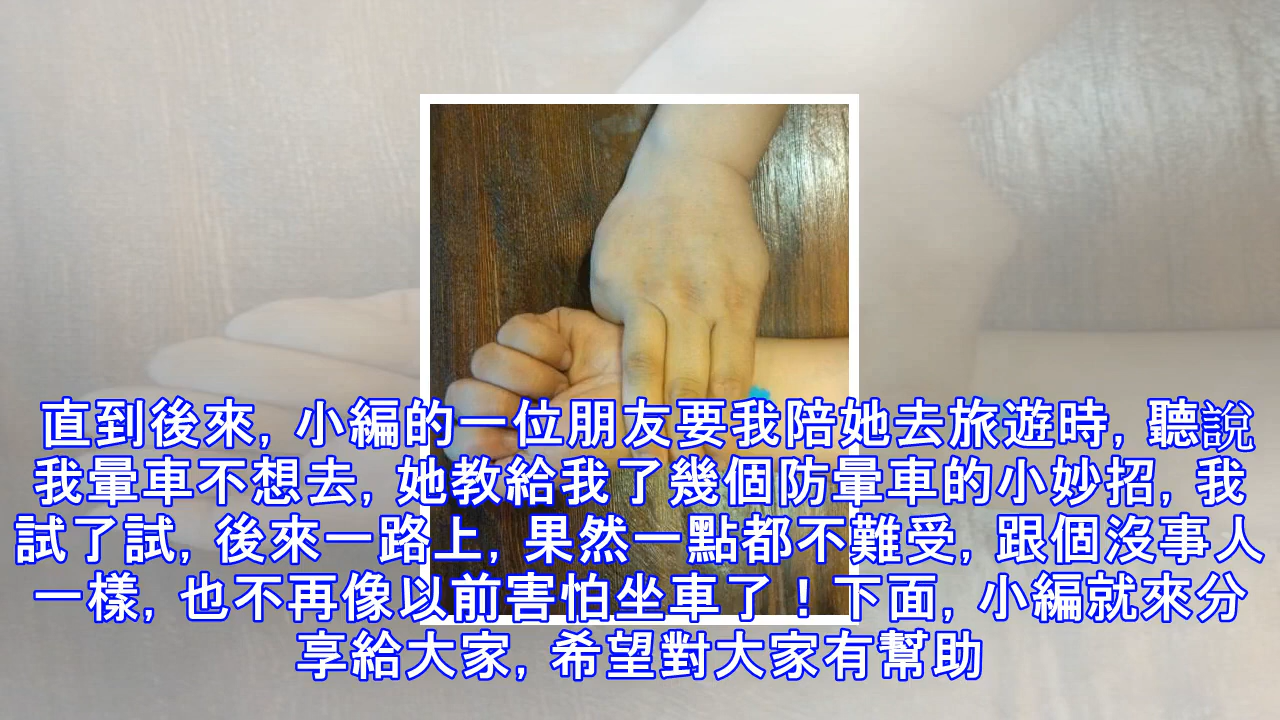 直到後來, 小編的一位朋友要我陪她去旅遊時, 聽說
我暈車不想去, 她教給我了幾個防暈車的小妙招, 我
試了試, 後來一路上, 果然一點都不難受, 跟個沒事人
一樣, 也不再像以前害怕坐車了！下面, 小編就來分
享給大家, 希望對大家有幫助